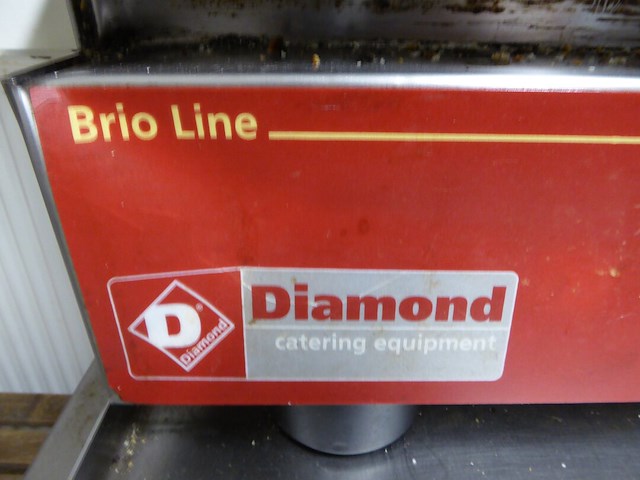 Brio Line
D®
Diamond
Diamond
catering equipment